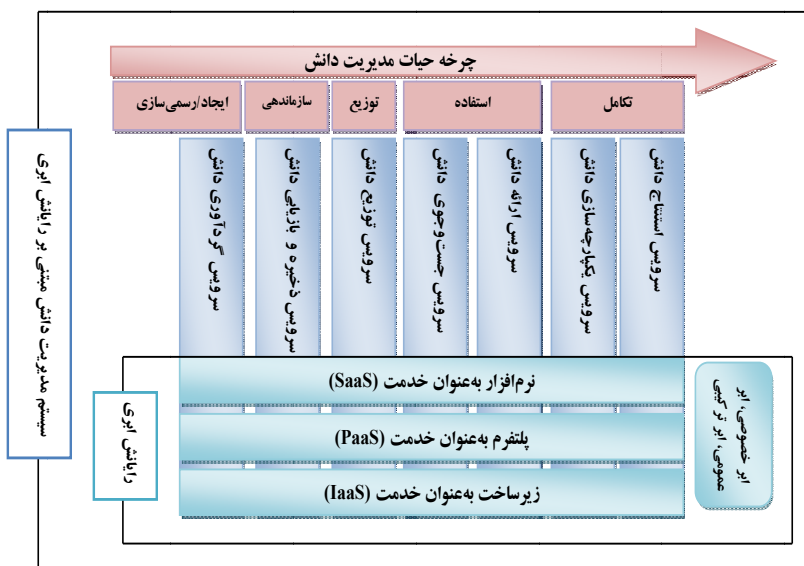 چرخه حیات مدیریت دانش
ایجاد/رسمی‌سازی
سازماندهی
توزیع
استفاده
تکامل
سرویس گردآوری دانش
سرویس ذخیره و بازیابی دانش
سرویس توزیع دانش
سرویس جست‌وجوی دانش
سرویس ارائه دانش
سرویس یکپارچه‌سازی دانش
سرویس استنتاج دانش
سیستم مدیریت دانش مبتنی بر رایانش ابری
رایانش ابری
نرم‌افزار به‌عنوان خدمت (SaaS)
پلتفرم به‌عنوان خدمت (PaaS)
زیرساخت به‌عنوان خدمت (IaaS)
ابر خصوصی، ابر
عمومی، ابر ترکیبی